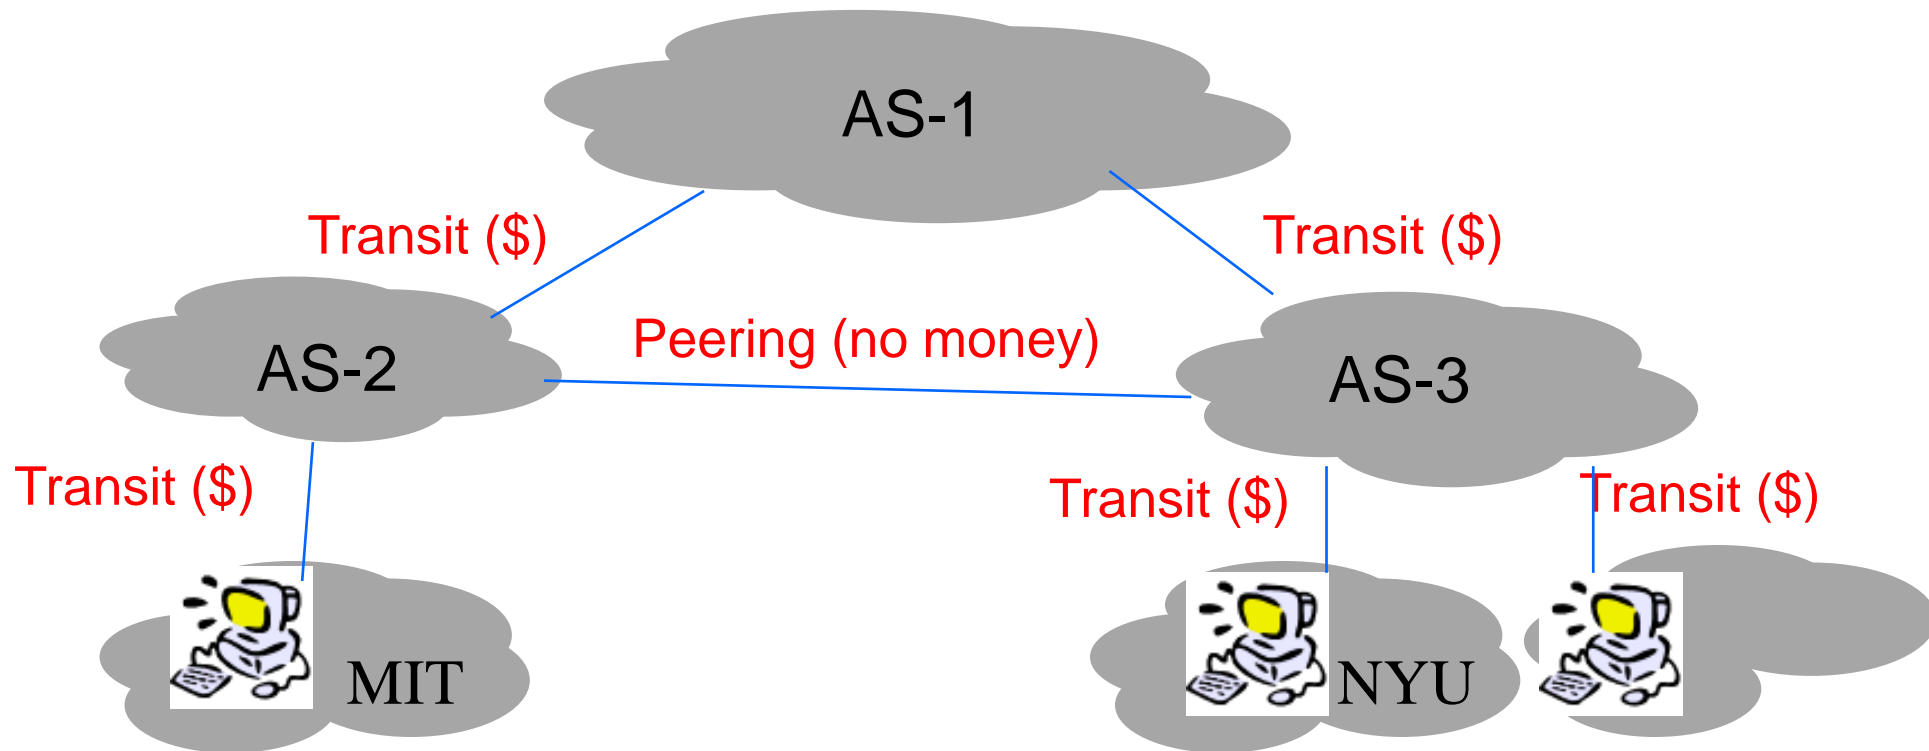 AS-1
Transit ($)
Transit ($)
Peering (no money)
AS-2
AS-3
Transit ($)
Transit ($)
Transit ($)
MIT
NYU